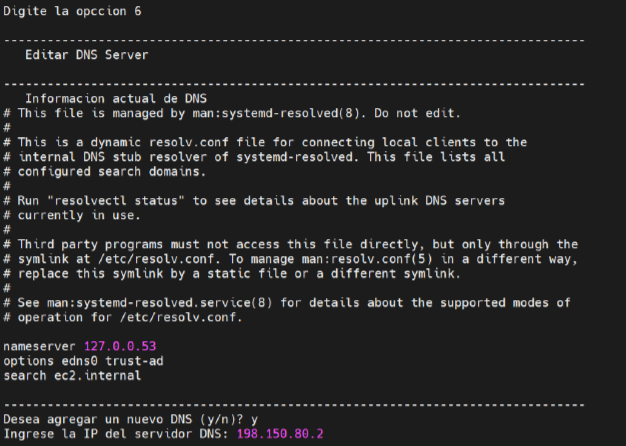 Digite la opccion 6
--------------------------------------------------------------------------------
Editar DNS Server
--------------------------------------------------------------------------------
Informacion actual de DNS
# This file is managed by man:systemd-resolved(8). Do not edit.
#
# This is a dynamic resolv.conf file for connecting local clients to the
# internal DNS stub resolver of systemd-resolved. This file lists all
# configured search domains.
#
# Run "resolvectl status" to see details about the uplink DNS servers
# currently in use.
#
# Third party programs must not access this file directly, but only through the
# symlink at /etc/resolv.conf. To manage man:resolv.conf(5) in a different way,
# replace this symlink by a static file or a different symlink.
#
# See man:systemd-resolved.service(8) for details about the supported modes of
# operation for /etc/resolv.conf.
nameserver 127.0.0.53
options edns0 trust-ad
search ec2.internal
--------------------------------------------------------------------------------
Desea agregar un nuevo DNS (y/n)? y
Ingrese la IP del servidor DNS: 198.150.80.2